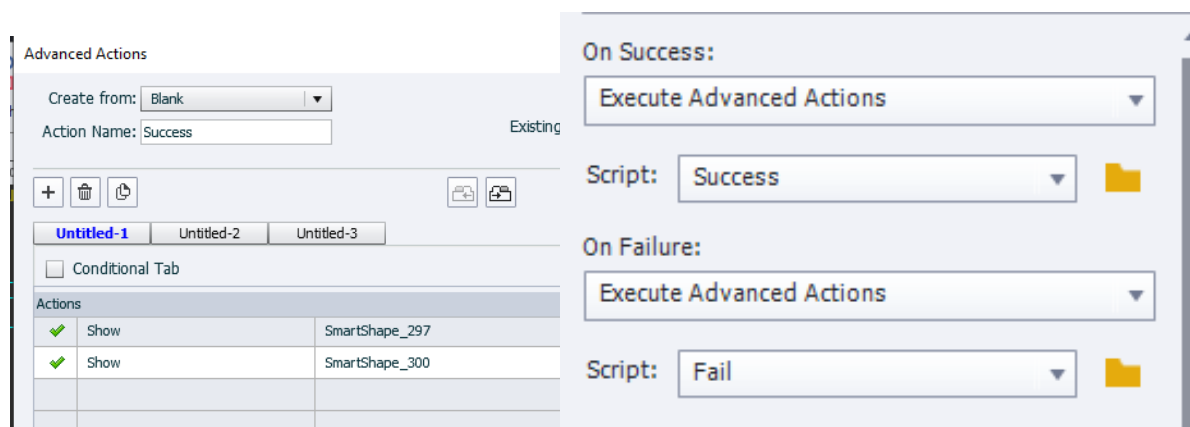 Advanced Actions
Create from: Blank
Action Name: Success
Existing
Untitled-1 Untitled-2 Untitled-3
Conditional Tab
Actions
Show SmartShape_297
Show SmartShape_300
On Success:
Execute Advanced Actions
Script: Success
On Failure:
Execute Advanced Actions
Script: Fail